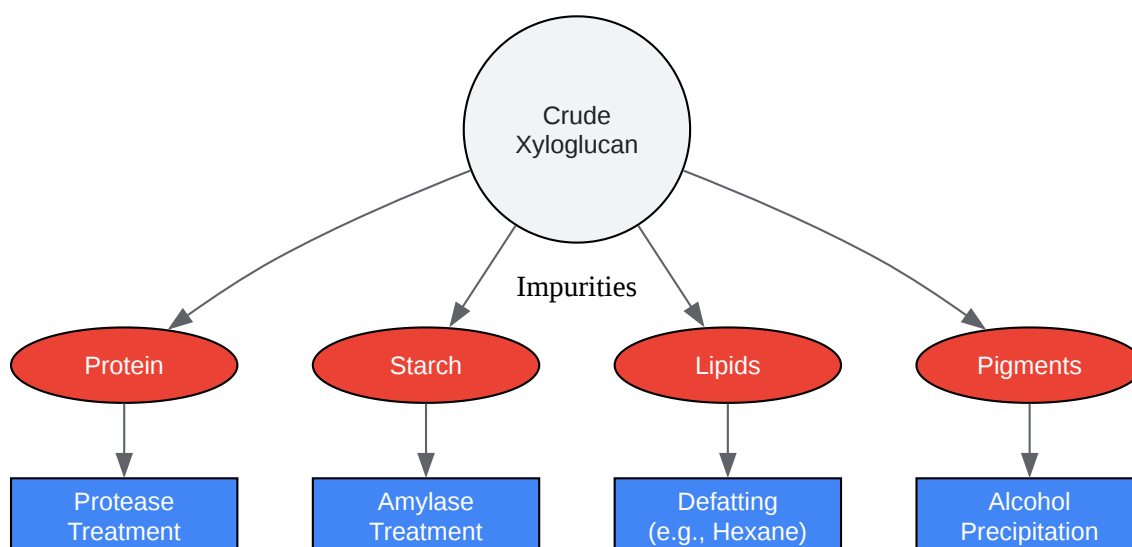 Crude
Xyloglucan
Impurities
Protein
Starch
Lipids
Pigments
Protease
Treatment
Amylase
Treatment
Defatting
(e.g., Hexane)
Alcohol
Precipitation